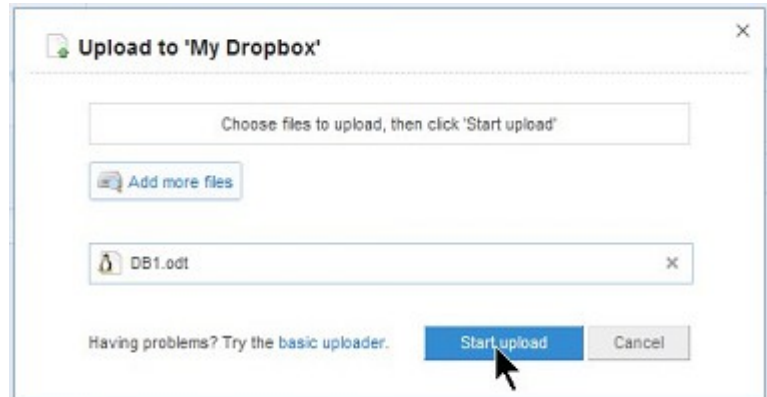 Upload to 'My Dropbox'
Choose files to upload, then click 'Start upload'
Add more files
DB1.odt
Having problems? Try the basic uploader. Start upload Cancel